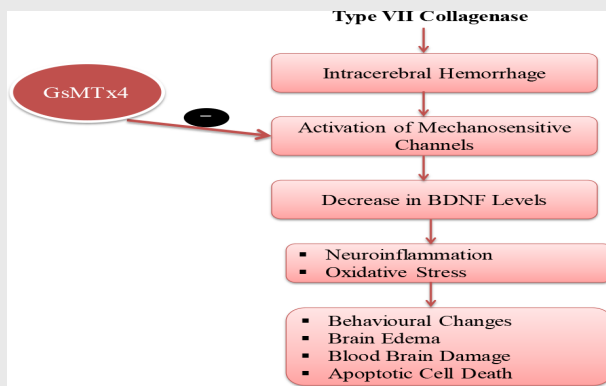 Type VII Collagenase
Intracerebral Hemorrhage
GsMTx4
–
Activation of Mechanosensitive
Channels
Decrease in BDNF Levels
▪ Neuroinflammation
▪ Oxidative Stress
▪ Behavioural Changes
▪ Brain Edema
▪ Blood Brain Damage
▪ Apoptotic Cell Death